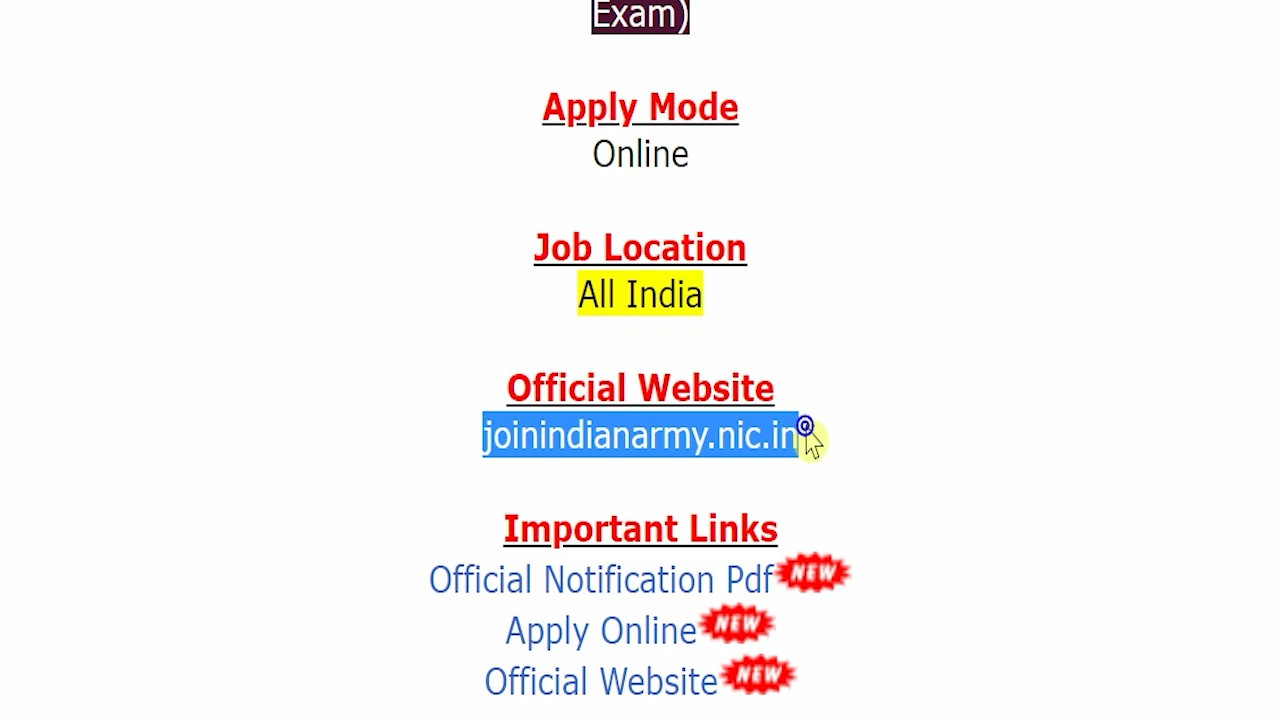 Exam)
Apply Mode
Online
Job Location
All India
Official Website
joinindianarmy.nic.in
Important Links
Official Notification Pdf NEW
Apply Online NEW
Official Website NEW